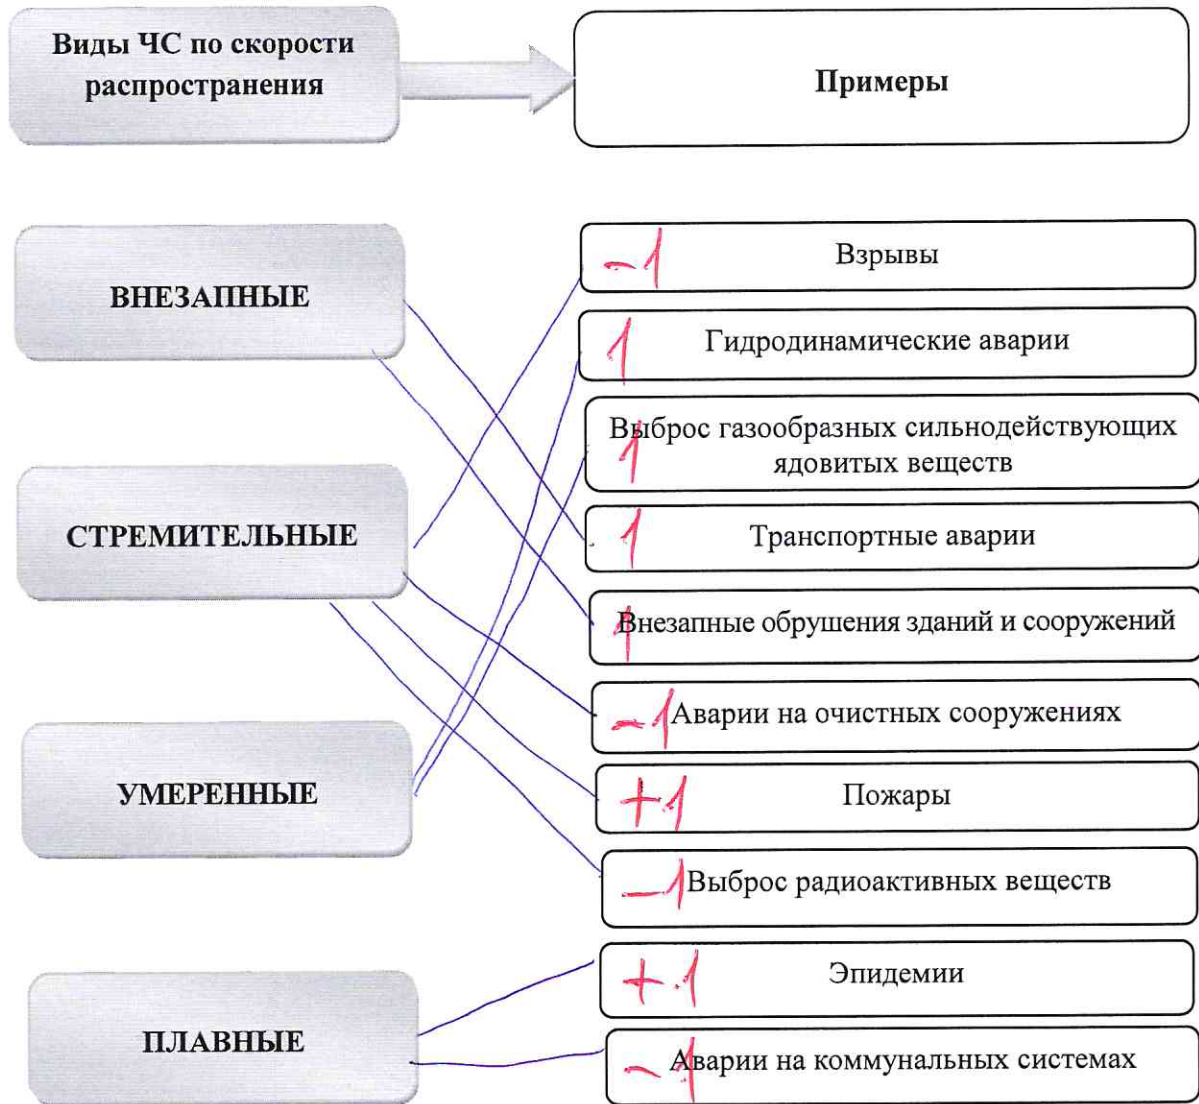 Виды ЧС по скорости
распространения
Примеры
ВНЕЗАПНЫЕ
СТРЕМИТЕЛЬНЫЕ
УМЕРЕННЫЕ
ПЛАВНЫЕ
-1 Взрывы
1 Гидродинамические аварии
Выброс газообразных сильнодействующих
1 ядовитых веществ
1 Транспортные аварии
1 Внезапные обрушения зданий и сооружений
-1 Аварии на очистных сооружениях
+1 Пожары
-1 Выброс радиоактивных веществ
+1 Эпидемии
-1 Аварии на коммунальных системах